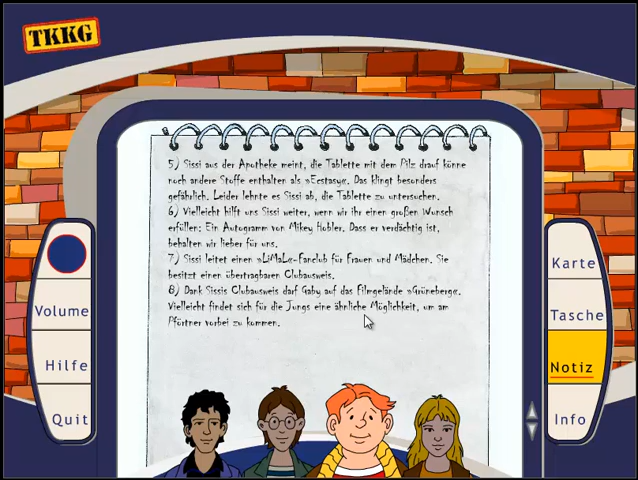 TKKG
5) Sissi aus der Apotheke meint, die Tablette mit dem Pilz drauf könne
noch andere Stoffe enthalten als »Ecstasy«. Das klingt besonders
gefährlich. Leider lehnte es Sissi ab, die Tablette zu untersuchen.
6) Vielleicht hilft uns Sissi weiter, wenn wir ihr einen großen Wunsch
erfüllen: Ein Autogramm von Mikey Hobler. Dass er verdächtig ist,
behalten wir lieber für uns.
7) Sissi leitet einen »LiMaLa«-Fanclub für Frauen und Mädchen. Sie
besitzt einen übertragbaren Clubausweis.
8) Dank Sissis Clubausweis darf Gaby auf das Filmgelände »Grüneberg«.
Vielleicht findet sich für die Jungs eine ähnliche Möglichkeit, um am
Pförtner vorbei zu kommen.
Volume
Hilfe
Quit
Karte
Tasche
Notiz
Info